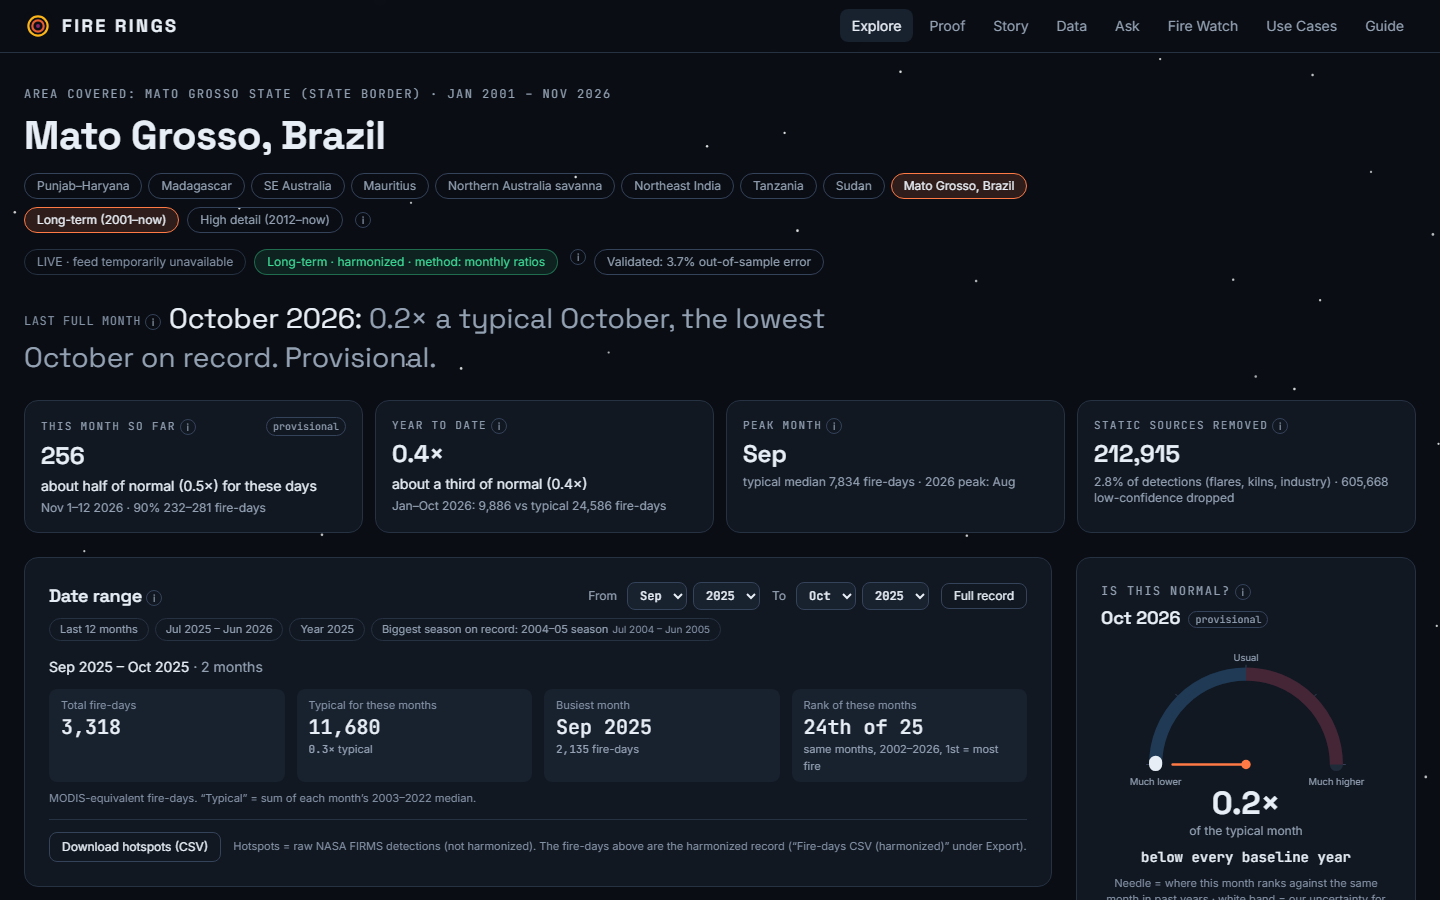 FIRE RINGS
Explore Proof Story Data Ask Fire Watch Use Cases Guide
AREA COVERED: MATO GROSSO STATE (STATE BORDER) · JAN 2001 – NOV 2026
Mato Grosso, Brazil
Punjab–Haryana Madagascar SE Australia Mauritius Northern Australia savanna Northeast India Tanzania Sudan Mato Grosso, Brazil
Long-term (2001–now) High detail (2012–now) i
LIVE · feed temporarily unavailable Long-term · harmonized · method: monthly ratios i Validated: 3.7% out-of-sample error
LAST FULL MONTH i October 2026: 0.2× a typical October, the lowest
October on record. Provisional.
THIS MONTH SO FAR i provisional
256
about half of normal (0.5×) for these days
Nov 1–12 2026 · 90% 232–281 fire-days
YEAR TO DATE i
0.4×
about a third of normal (0.4×)
Jan–Oct 2026: 9,886 vs typical 24,586 fire-days
PEAK MONTH i
Sep
typical median 7,834 fire-days · 2026 peak: Aug
STATIC SOURCES REMOVED i
212,915
2.8% of detections (flares, kilns, industry) · 605,668
low-confidence dropped
Date range i From Sep 2025 To Oct 2025 Full record
Last 12 months Jul 2025 – Jun 2026 Year 2025 Biggest season on record: 2004–05 season Jul 2004 – Jun 2005
Sep 2025 – Oct 2025 · 2 months
Total fire-days
3,318
Typical for these months
11,680
0.3× typical
Busiest month
Sep 2025
2,135 fire-days
Rank of these months
24th of 25
same months, 2002–2026, 1st = most
fire
MODIS-equivalent fire-days. “Typical” = sum of each month’s 2003–2022 median.
Download hotspots (CSV) Hotspots = raw NASA FIRMS detections (not harmonized). The fire-days above are the harmonized record (“Fire-days CSV (harmonized)” under Export).
IS THIS NORMAL? i
Oct 2026 provisional
Usual
Much lower Much higher
0.2×
of the typical month
below every baseline year
Needle = where this month ranks against the same
month in past years · white band = our uncertainty for